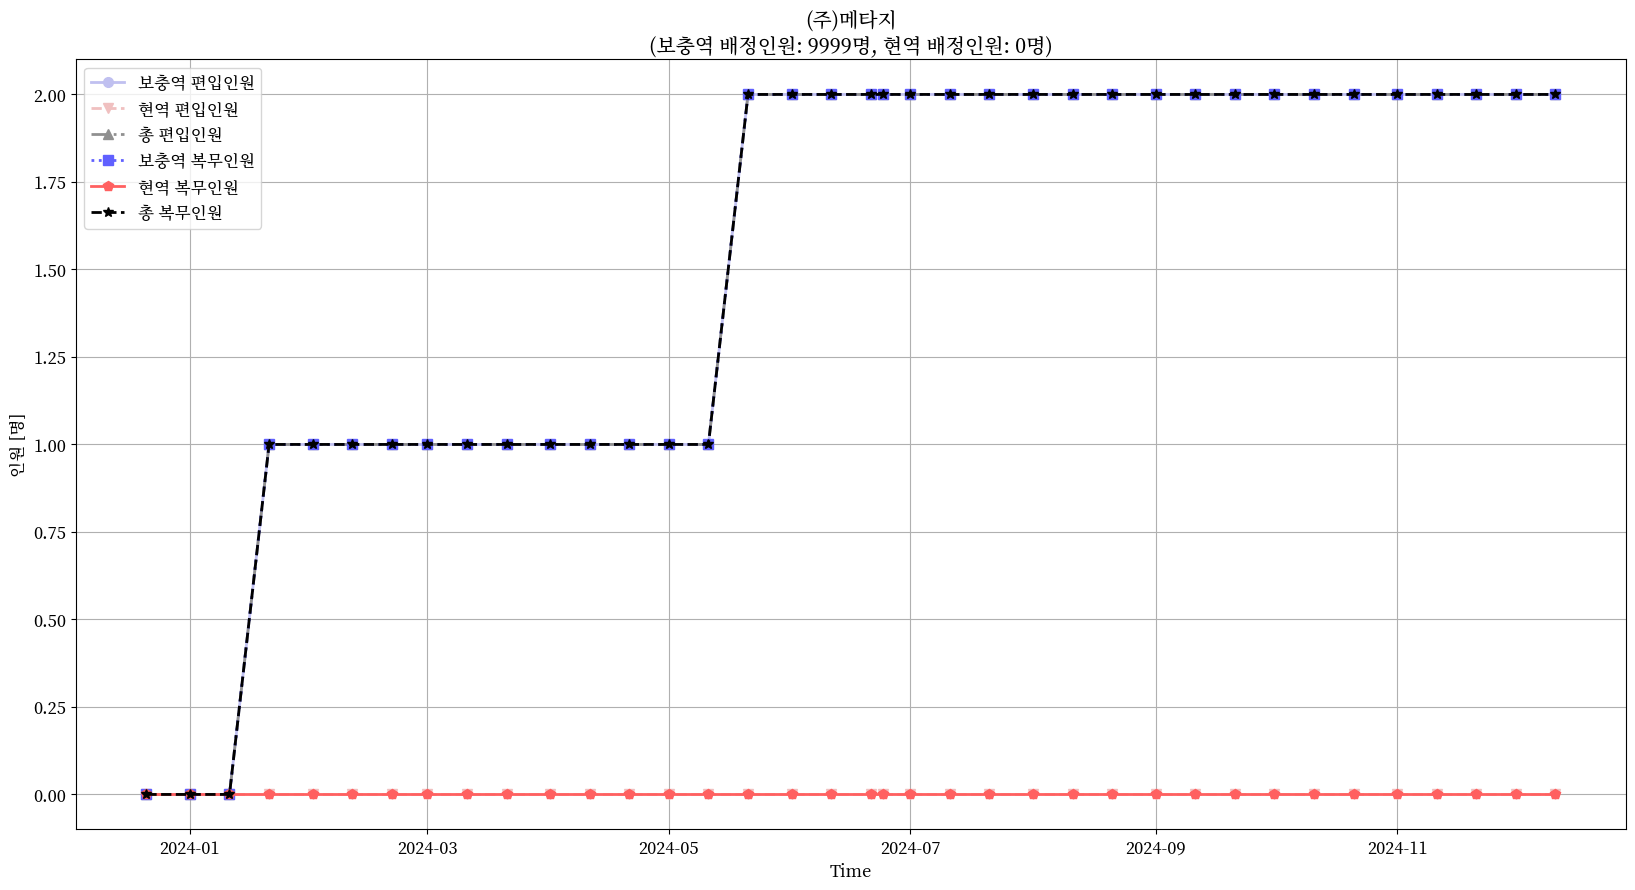 (주)메타지
(보충역 배정인원: 9999명, 현역 배정인원: 0명)
보충역 편입인원
현역 편입인원
총 편입인원
보충역 복무인원
현역 복무인원
총 복무인원
2.00
1.75
1.50
1.25
1.00
0.75
0.50
0.25
0.00
인원 [명]
2024-01
2024-03
2024-05
2024-07
2024-09
2024-11
Time